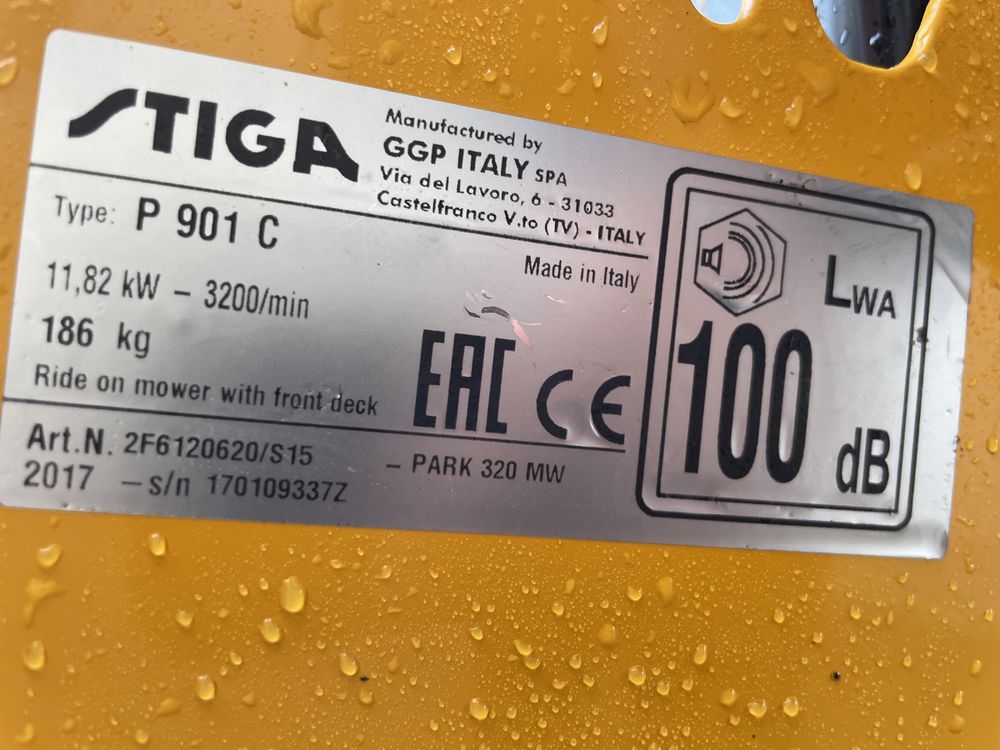 STIGA
Manufactured by
GGP ITALY SPA
Via del Lavoro, 6 - 31033
Castelfranco V.to (TV) - ITALY
Type: P 901 C
Made in Italy
11,82 kW - 3200/min
186 kg
Ride on mower with front deck
EAC CE
Art.N. 2F6120620/S15
- PARK 320 MW
2017 - s/n 170109337Z
LWA
100
dB